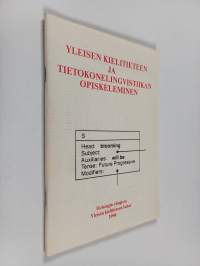 YLEISEN KIELITIETEEN
JA
TIETOKONELINGVISTIIKAN
OPISKELEMINEN
S
Head: blooming
Subject:
Auxiliaries: will be
Tense: Future Progressive
Modifiers:
Helsingin yliopisto
Yleisen kielitieteen laitos
1990